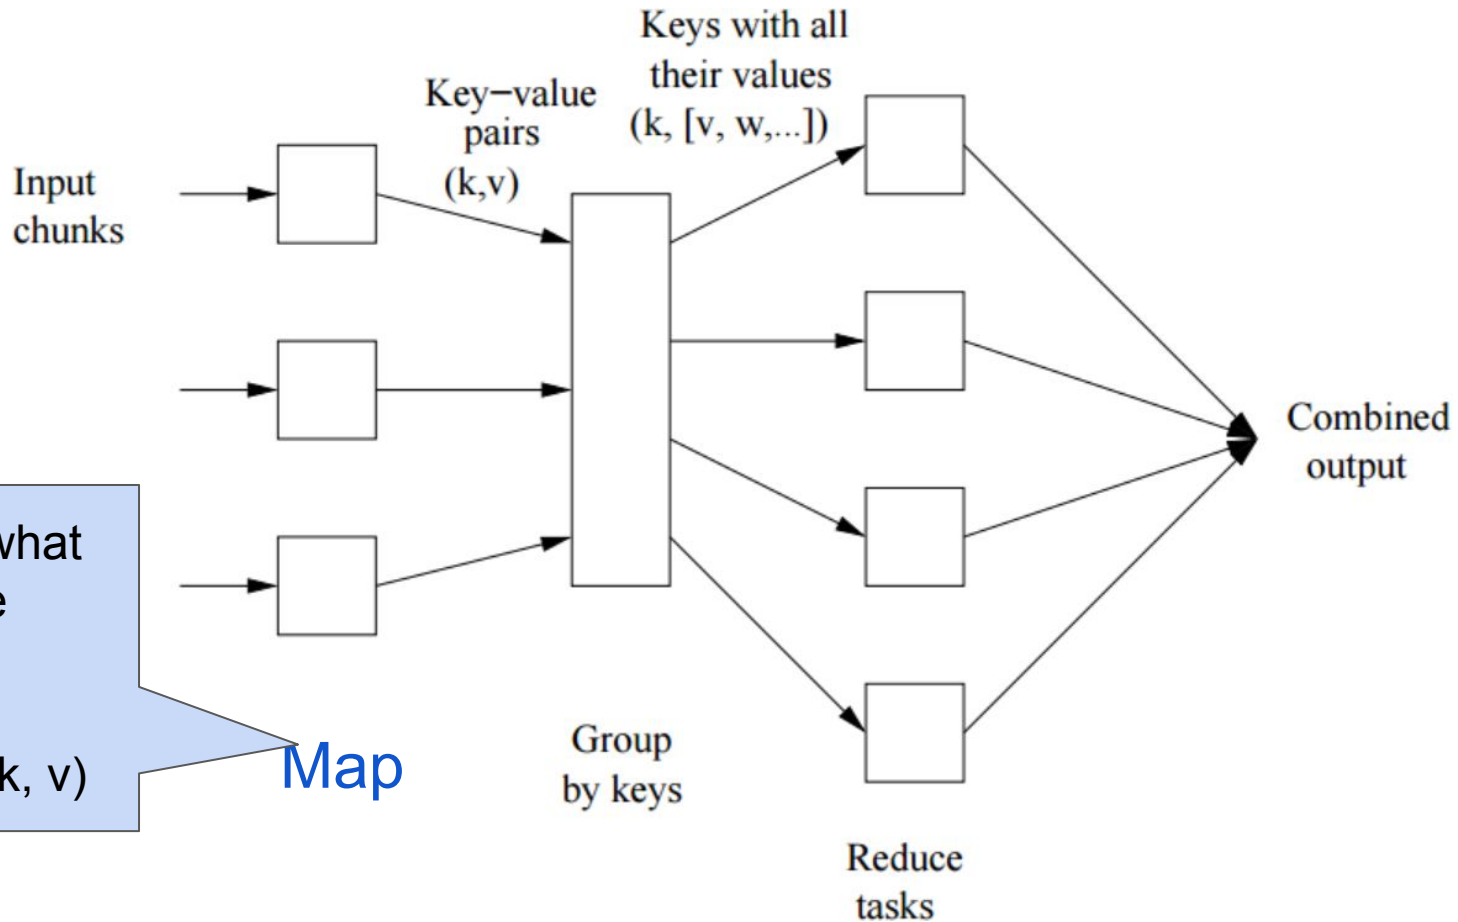 Keys with all
their values
(k, [v, w,...])
Key−value
pairs
(k,v)
Input
chunks
Combined
output
what
k, v)
Map
Group
by keys
Reduce
tasks